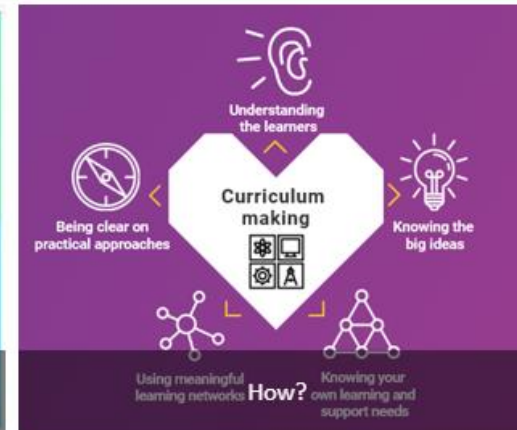 Understanding
the learners
Being clear on
practical approaches
Curriculum
making
Knowing the
big ideas
Using meaningful
learning networks
How?
Knowing your
own learning and
support needs